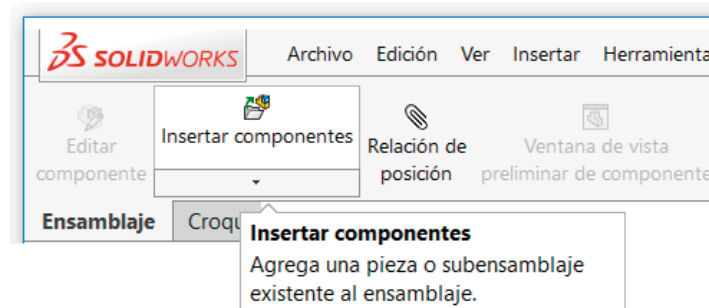 SOLIDWORKS Archivo Edición Ver Insertar Herramienta
Editar componente
Insertar componentes
Relación de posición
Ventana de vista
preliminar de componente
Ensamblaje Croqu
Insertar componentes
Agrega una pieza o subensamblaje
existente al ensamblaje.